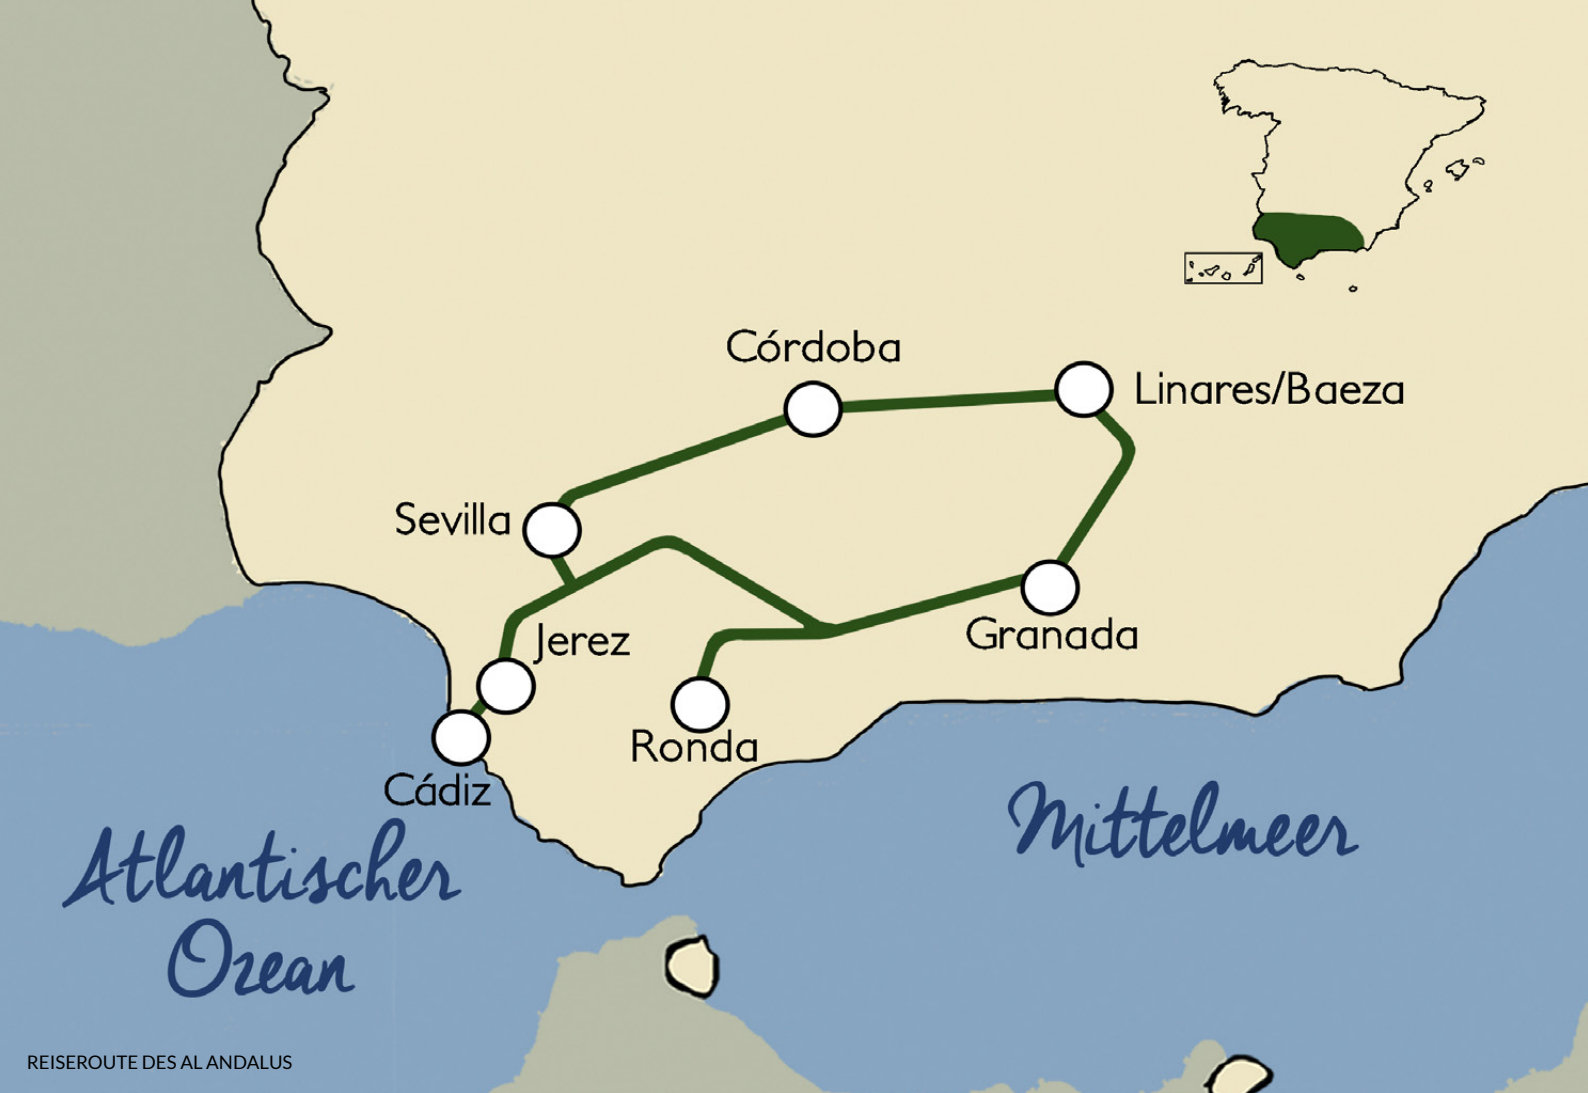 Córdoba
Linares/Baeza
Sevilla
Jerez
Granada
Ronda
Cádiz
Mittelmeer
Atlantischer
Ozean
REISEROUTE DES AL ANDALUS